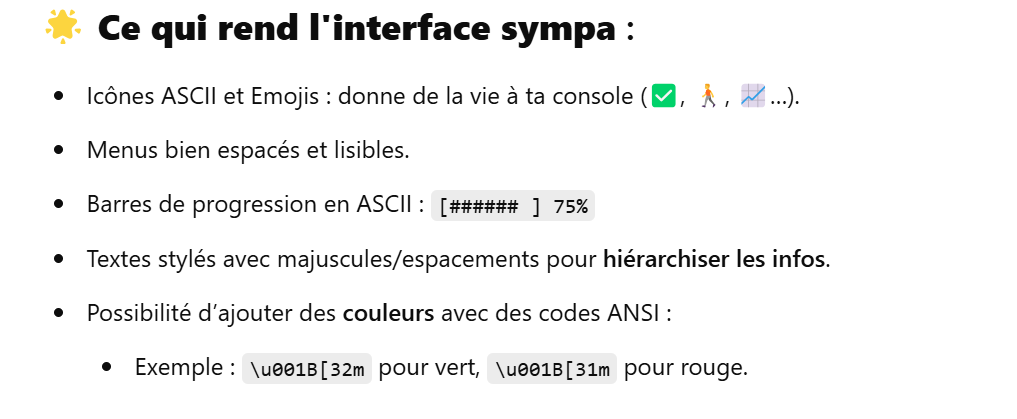 🌟 Ce qui rend l'interface sympa :
• Icônes ASCII et Emojis : donne de la vie à ta console (✅, 🚶, 📈...).
• Menus bien espacés et lisibles.
• Barres de progression en ASCII : [###### ] 75%
• Textes stylés avec majuscules/espacements pour hiérarchiser les infos.
• Possibilité d’ajouter des couleurs avec des codes ANSI :
• Exemple : \u001B[32m pour vert, \u001B[31m pour rouge.